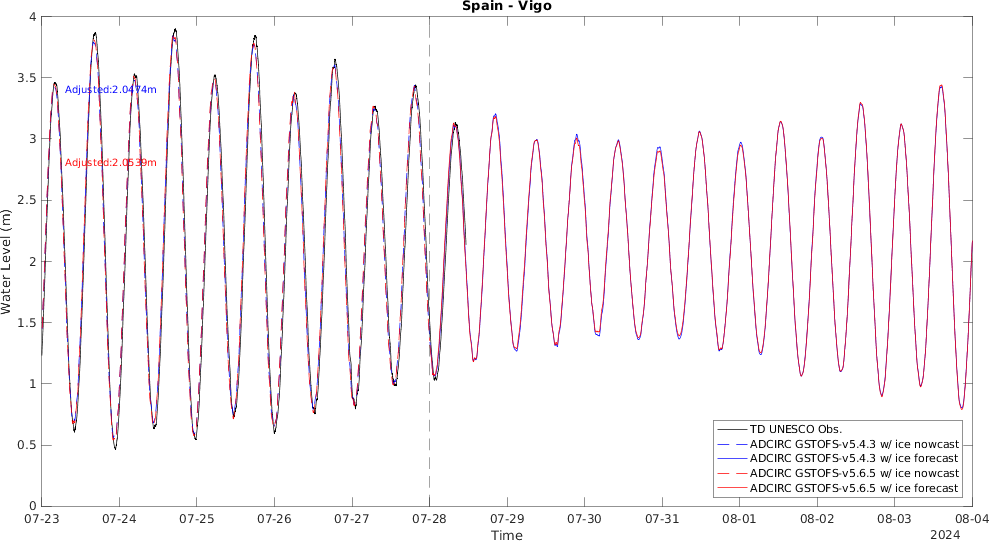 Spain - Vigo
4
3.5
3
2.5
2
1.5
1
0.5
0
Water Level (m)
Adjusted:2.0474m
Adjusted:2.0539m
TD UNESCO Obs.
ADCIRC GSTOFS-v5.4.3 w/ ice nowcast
ADCIRC GSTOFS-v5.4.3 w/ ice forecast
ADCIRC GSTOFS-v5.6.5 w/ ice nowcast
ADCIRC GSTOFS-v5.6.5 w/ ice forecast
07-23 07-24 07-25 07-26 07-27 07-28 07-29 07-30 07-31 08-01 08-02 08-03 08-04
Time
2024